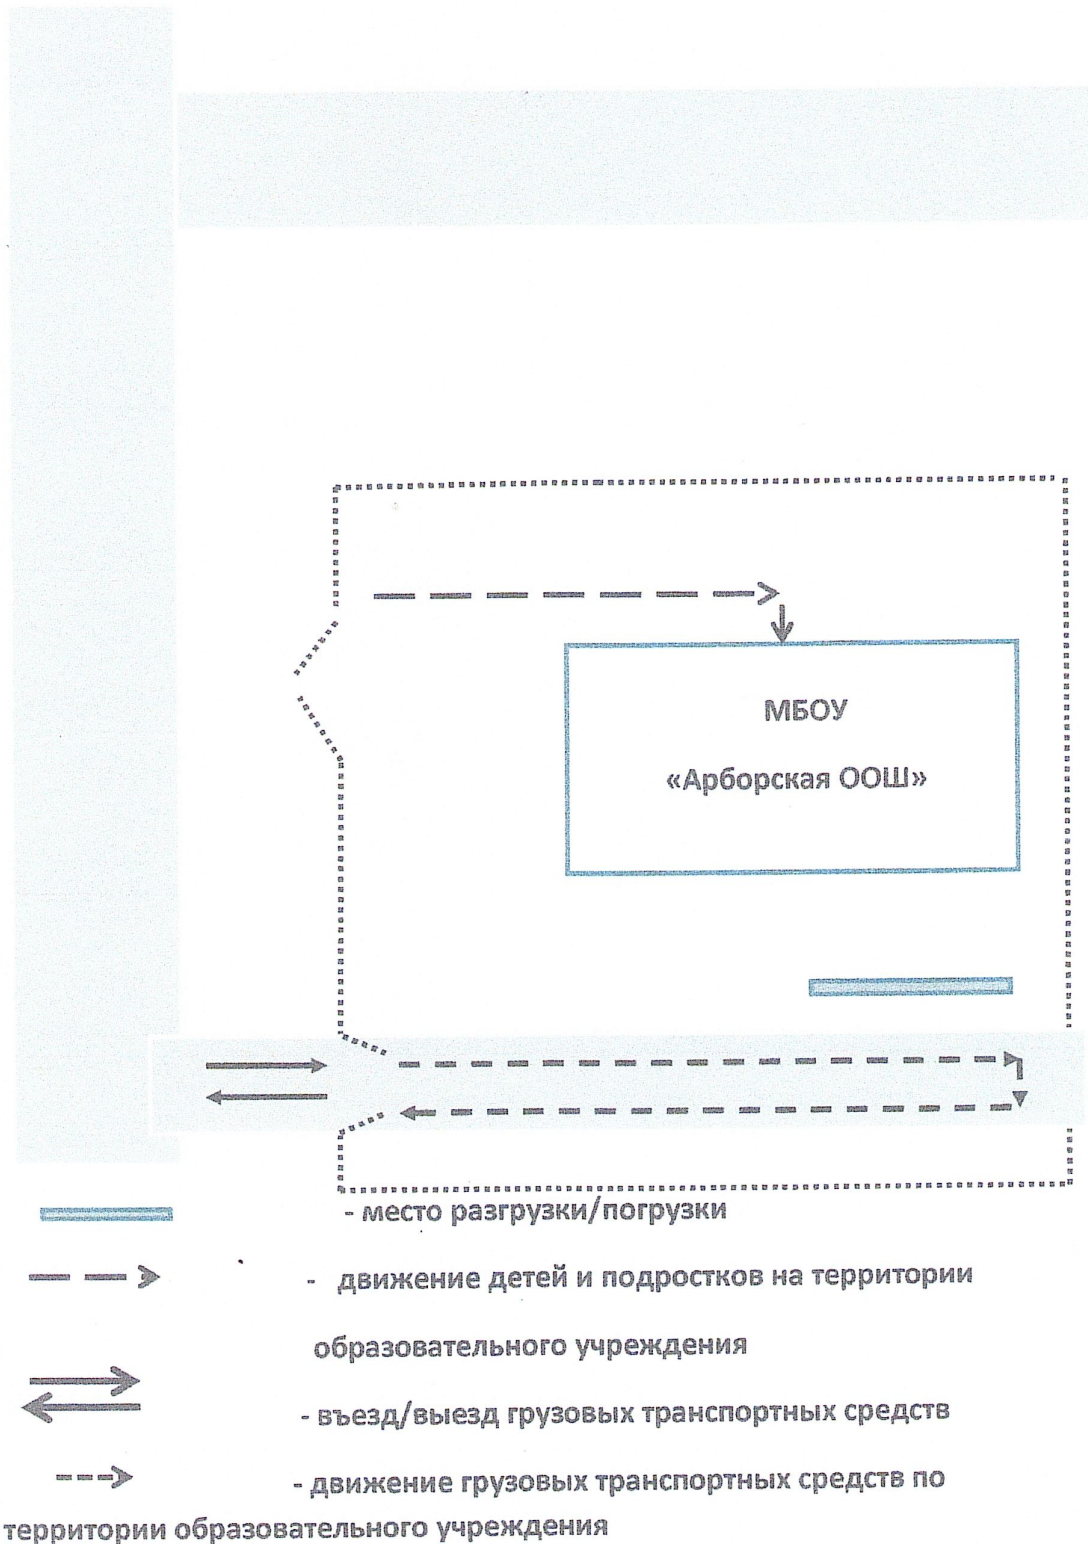 МБОУ
«Арборская ООШ»
- место разгрузки/погрузки
- движение детей и подростков на территории
образовательного учреждения
- въезд/выезд грузовых транспортных средств
- движение грузовых транспортных средств по
территории образовательного учреждения